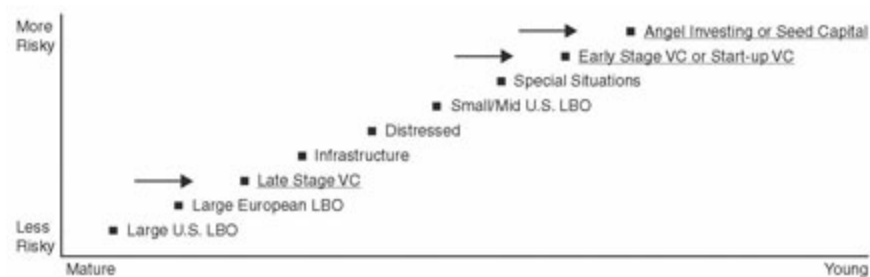 More
Risky
Angel Investing or Seed Capital
Early Stage VC or Start-up VC
Special Situations
Small/Mid U.S. LBO
Distressed
Infrastructure
Late Stage VC
Large European LBO
Less
Risky
Large U.S. LBO
Mature
Young